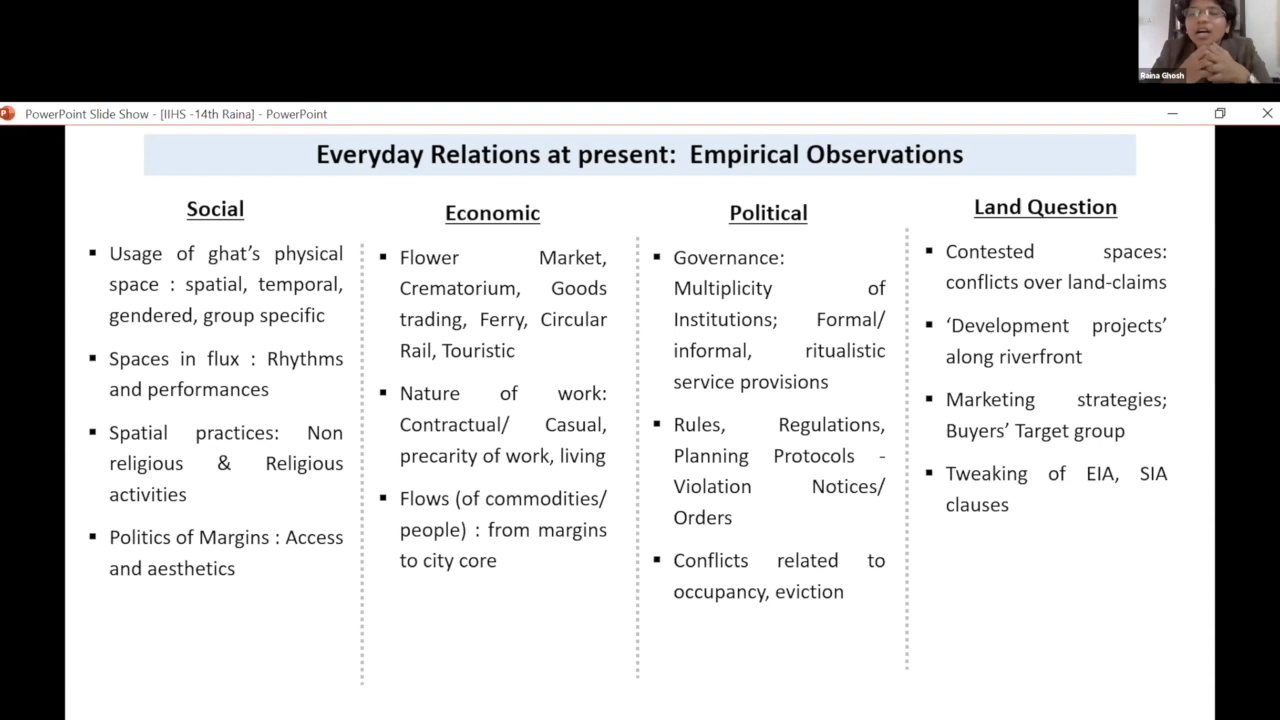 Raina Ghosh
PowerPoint Slide Show - [IIHS -14th Raina] - PowerPoint
Everyday Relations at present: Empirical Observations
Social
▪ Usage of ghat's physical
space : spatial, temporal,
gendered, group specific
▪ Spaces in flux : Rhythms
and performances
▪ Spatial practices: Non
religious & Religious
activities
▪ Politics of Margins : Access
and aesthetics
Economic
▪ Flower Market,
Crematorium, Goods
trading, Ferry, Circular
Rail, Touristic
▪ Nature of work:
Contractual/ Casual,
precarity of work, living
▪ Flows (of commodities/
people) : from margins
to city core
Political
▪ Governance:
Multiplicity of
Institutions; Formal/
informal, ritualistic
service provisions
▪ Rules, Regulations,
Planning Protocols -
Violation Notices/
Orders
▪ Conflicts related to
occupancy, eviction
Land Question
▪ Contested spaces:
conflicts over land-claims
▪ ‘Development projects’
along riverfront
▪ Marketing strategies;
Buyers’ Target group
▪ Tweaking of EIA, SIA
clauses